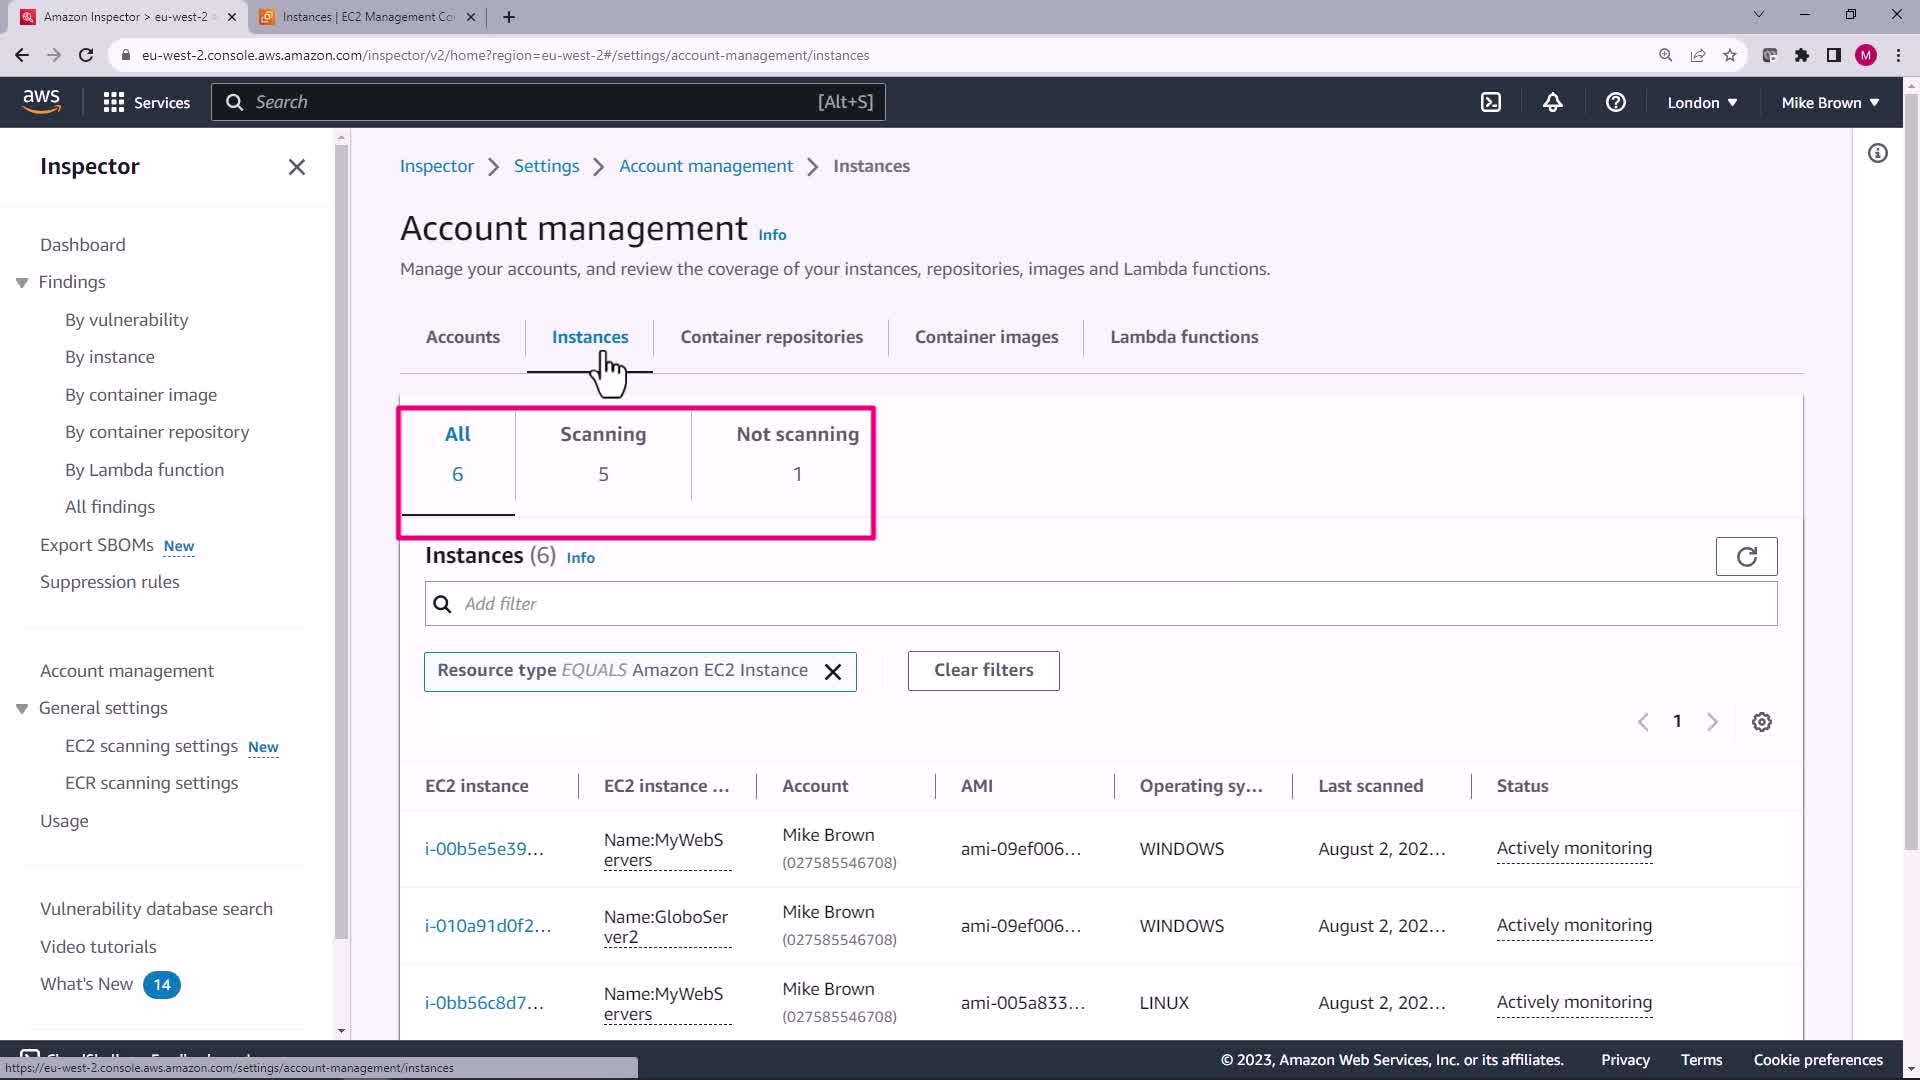 Amazon Inspector > eu-west-2
Instances | EC2 Management Co
eu-west-2.console.aws.amazon.com/inspector/v2/home?region=eu-west-2#/settings/account-management/instances
M
aws
Services
Search
[Alt+S]
London
Mike Brown
Inspector
Dashboard
Findings
By vulnerability
By instance
By container image
By container repository
By Lambda function
All findings
Export SBOMs New
Suppression rules
Account management
General settings
EC2 scanning settings New
ECR scanning settings
Usage
Vulnerability database search
Video tutorials
What's New 14
Inspector > Settings > Account management > Instances
Account management Info
Manage your accounts, and review the coverage of your instances, repositories, images and Lambda functions.
Accounts Instances Container repositories Container images Lambda functions
All Scanning Not scanning
6 5 1
Instances (6) Info
Add filter
Resource type EQUALS Amazon EC2 Instance
Clear filters
1
EC2 instance EC2 instance ... Account AMI Operating sy... Last scanned Status
i-00b5e5e39... Name:MyWebServers Mike Brown (027585546708) ami-09ef006... WINDOWS August 2, 202... Actively monitoring
i-010a91d0f2... Name:GloboServer2 Mike Brown (027585546708) ami-09ef006... WINDOWS August 2, 202... Actively monitoring
i-0bb56c8d7... Name:MyWebServers Mike Brown (027585546708) ami-005a833... LINUX August 2, 202... Actively monitoring
https://eu-west-2.console.aws.amazon.com/settings/account-management/instances
© 2023, Amazon Web Services, Inc. or its affiliates. Privacy Terms Cookie preferences